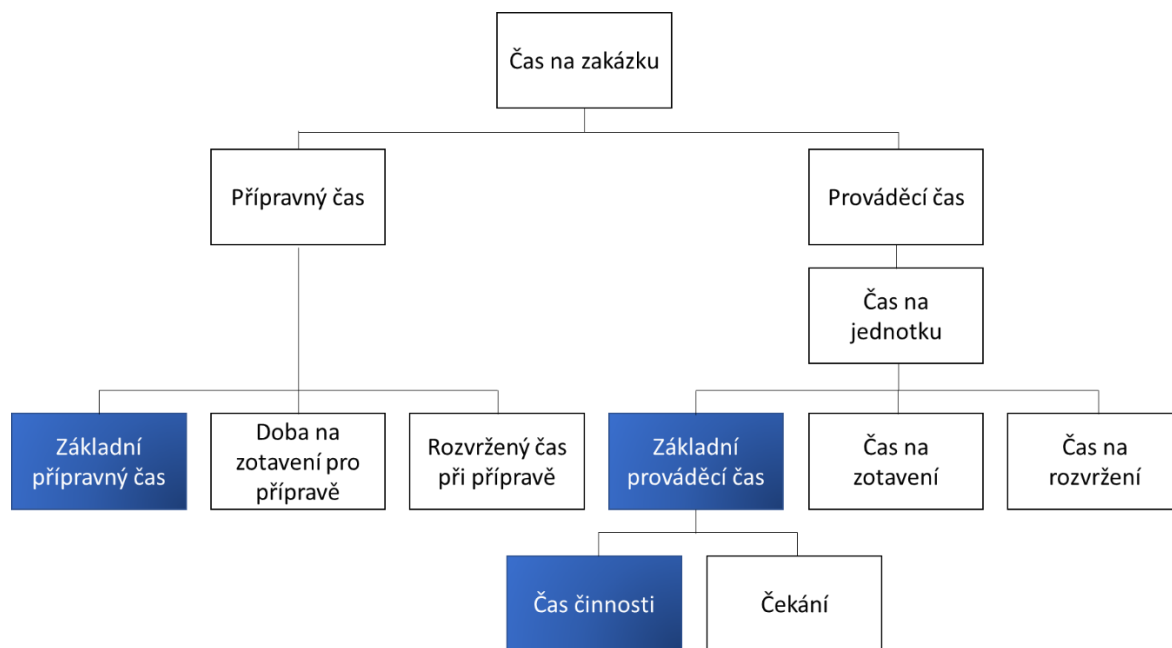 Čas na zakázku
Přípravný čas
Prováděcí čas
Čas na
jednotku
Základní
přípravný čas
Doba na
zotavení pro
přípravě
Rozvržený čas
při přípravě
Základní
prováděcí čas
Čas na
zotavení
Čas na
rozvržení
Čas činnosti
Čekání